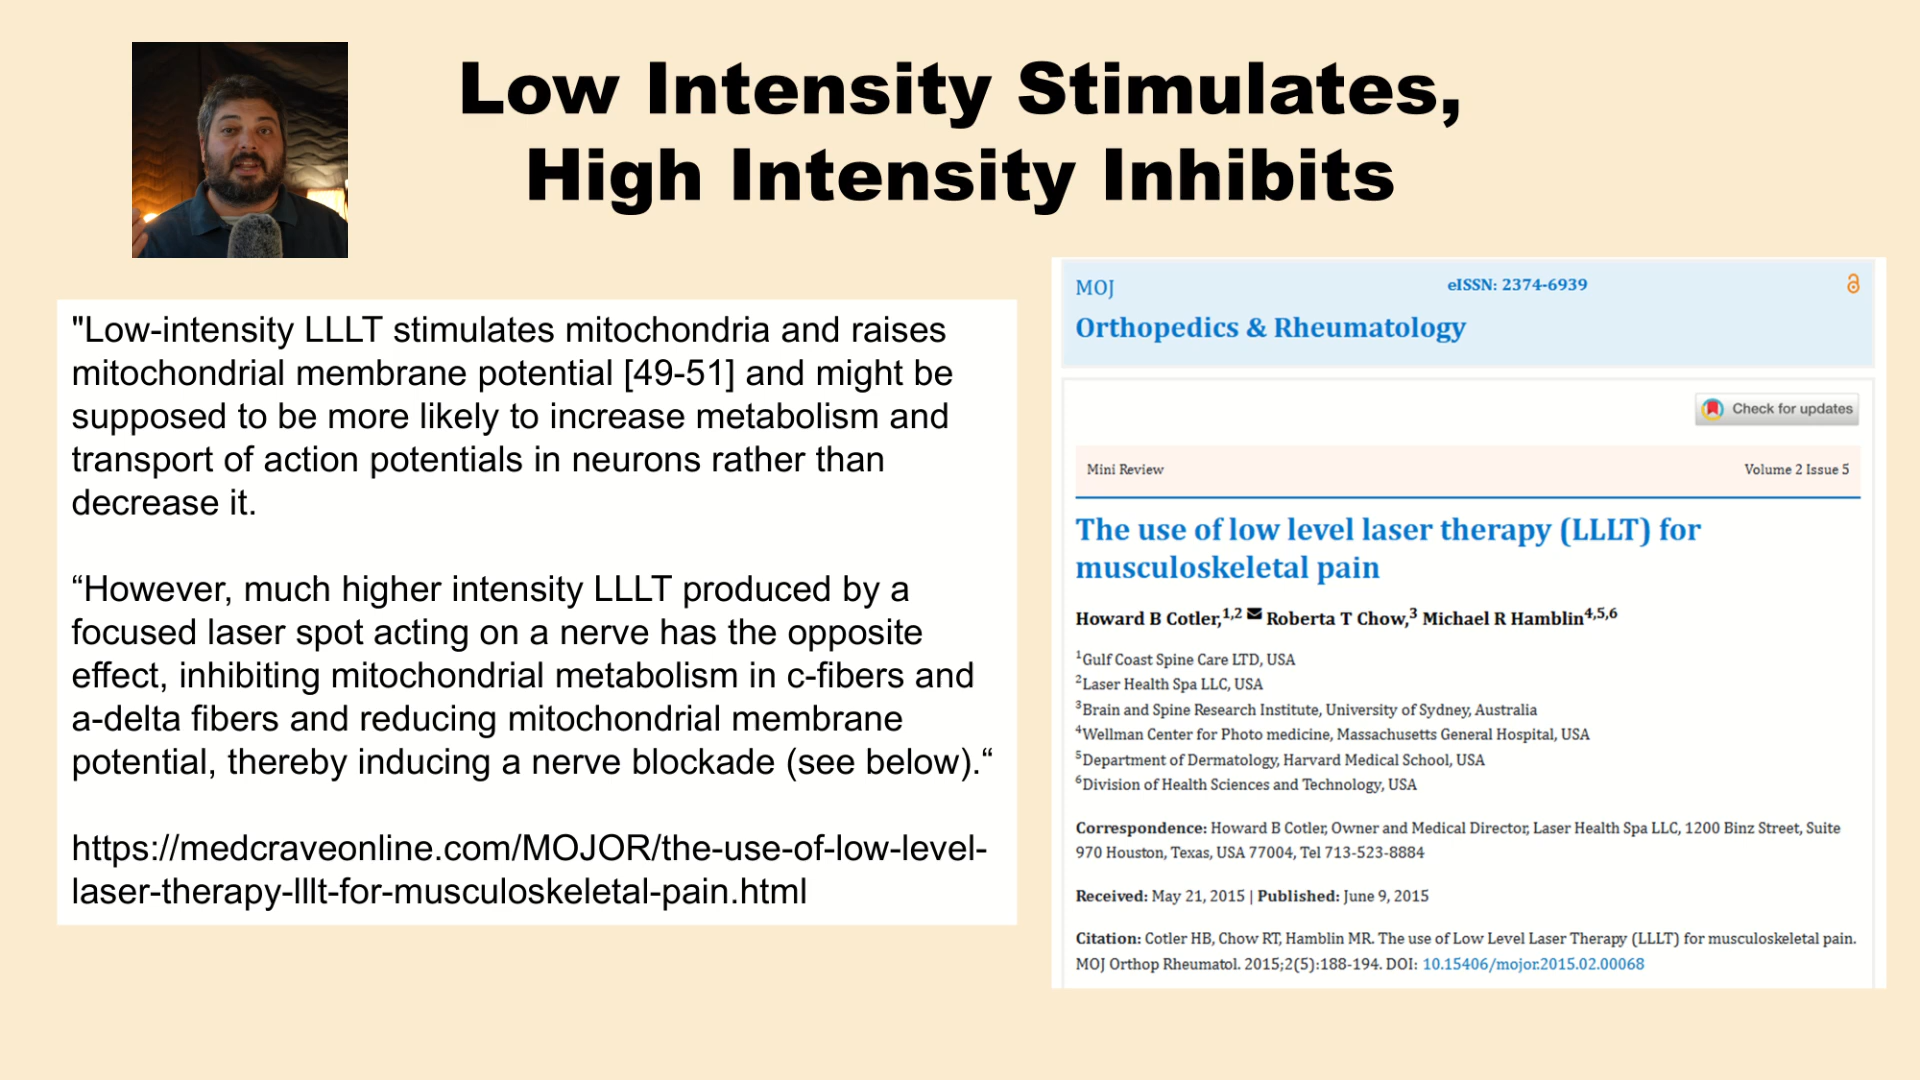 Low Intensity Stimulates,
High Intensity Inhibits
"Low-intensity LLLT stimulates mitochondria and raises
mitochondrial membrane potential [49-51] and might be
supposed to be more likely to increase metabolism and
transport of action potentials in neurons rather than
decrease it.
“However, much higher intensity LLLT produced by a
focused laser spot acting on a nerve has the opposite
effect, inhibiting mitochondrial metabolism in c-fibers and
a-delta fibers and reducing mitochondrial membrane
potential, thereby inducing a nerve blockade (see below).“
https://medcraveonline.com/MOJOR/the-use-of-low-level-
laser-therapy-lllt-for-musculoskeletal-pain.html
MOJ
eISSN: 2374-6939
Orthopedics & Rheumatology
Check for updates
Mini Review
Volume 2 Issue 5
The use of low level laser therapy (LLLT) for
musculoskeletal pain
Howard B Cotler,1,2 Roberta T Chow,3 Michael R Hamblin4,5,6
1Gulf Coast Spine Care LTD, USA
2Laser Health Spa LLC, USA
3Brain and Spine Research Institute, University of Sydney, Australia
4Wellman Center for Photo medicine, Massachusetts General Hospital, USA
5Department of Dermatology, Harvard Medical School, USA
6Division of Health Sciences and Technology, USA
Correspondence: Howard B Cotler, Owner and Medical Director, Laser Health Spa LLC, 1200 Binz Street, Suite
970 Houston, Texas, USA 77004, Tel 713-523-8884
Received: May 21, 2015 | Published: June 9, 2015
Citation: Cotler HB, Chow RT, Hamblin MR. The use of Low Level Laser Therapy (LLLT) for musculoskeletal pain.
MOJ Orthop Rheumatol. 2015;2(5):188-194. DOI: 10.15406/mojor.2015.02.00068